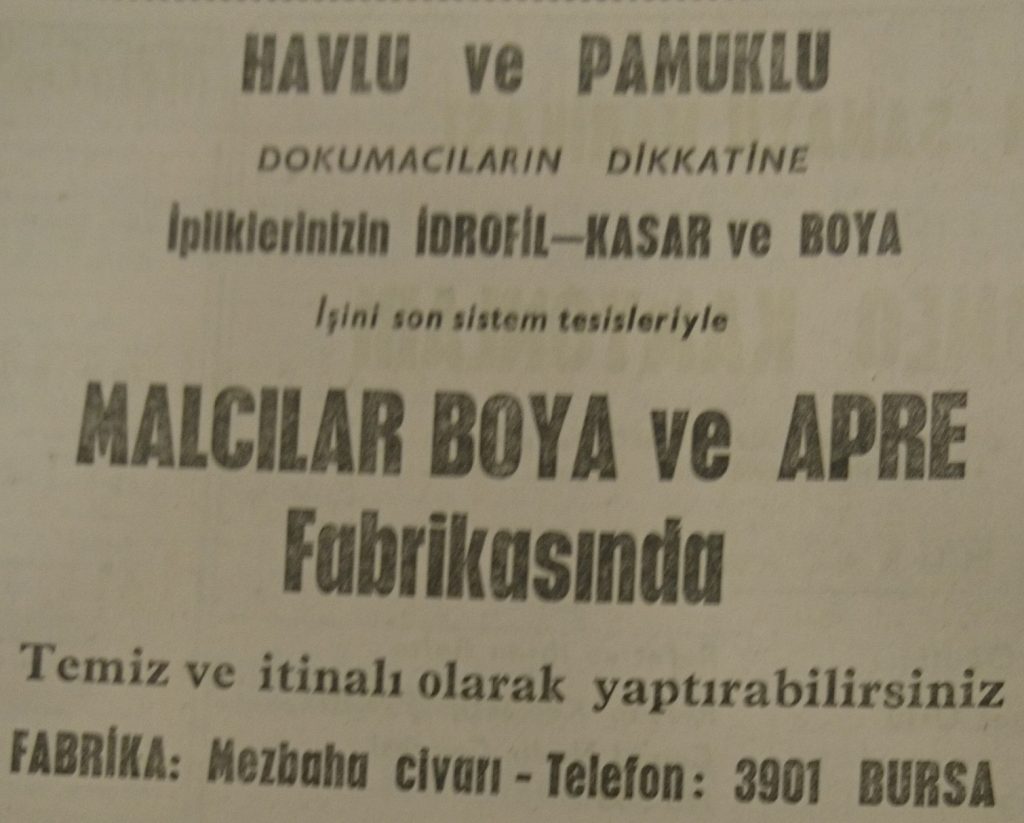 HAVLU ve PAMUKLU
DOKUMACILARIN DİKKATİNE
İpliklerinizin İDROFİL—KASAR ve BOYA
İşini son sistem tesisleriyle
MALCILAR BOYA ve APRE
Fabrikasında
Temiz ve itinalı olarak yaptırabilirsiniz
FABRİKA: Mezbaha civarı - Telefon: 3901 BURSA